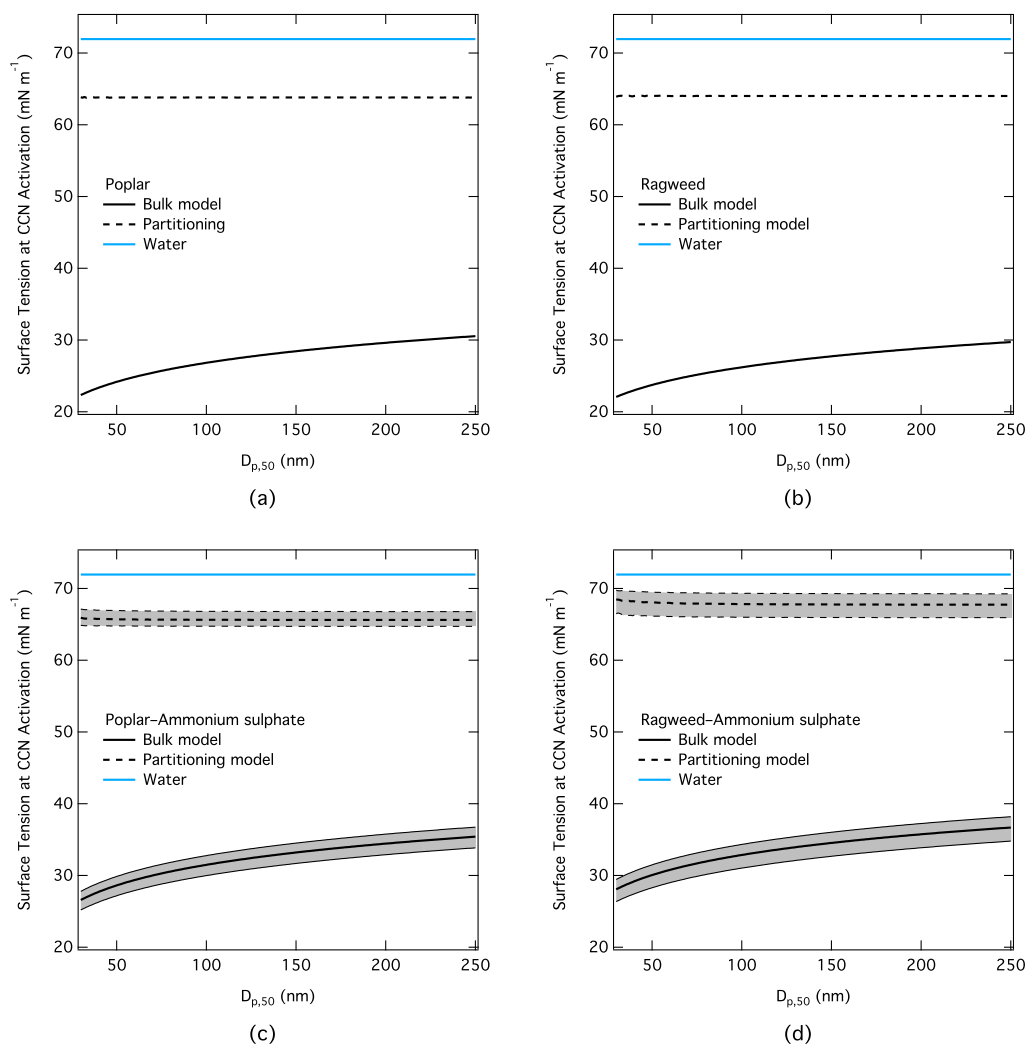 Surface Tension at CCN Activation (mN m⁻¹)
70
60
50
40
30
20
Poplar
Bulk model
Partitioning
Water
50 100 150 200 250
Dp,50 (nm)
(a)
Surface Tension at CCN Activation (mN m⁻¹)
70
60
50
40
30
20
Ragweed
Bulk model
Partitioning model
Water
50 100 150 200 250
Dp,50 (nm)
(b)
Surface Tension at CCN Activation (mN m⁻¹)
70
60
50
40
30
20
Poplar–Ammonium sulphate
Bulk model
Partitioning model
Water
50 100 150 200 250
Dp,50 (nm)
(c)
Surface Tension at CCN Activation (mN m⁻¹)
70
60
50
40
30
20
Ragweed–Ammonium sulphate
Bulk model
Partitioning model
Water
50 100 150 200 250
Dp,50 (nm)
(d)